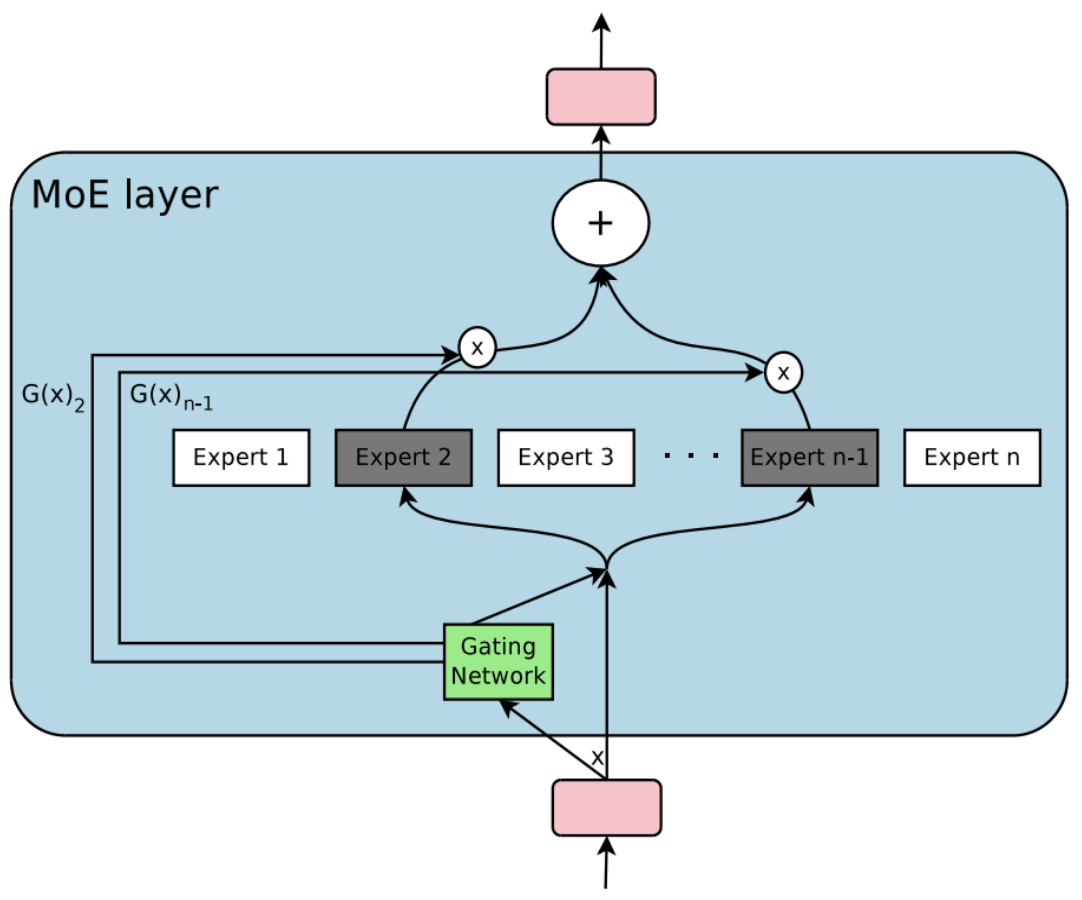 MoE layer
+
x
x
G(x)2
G(x)n-1
Expert 1
Expert 2
Expert 3
. . .
Expert n-1
Expert n
Gating
Network
x